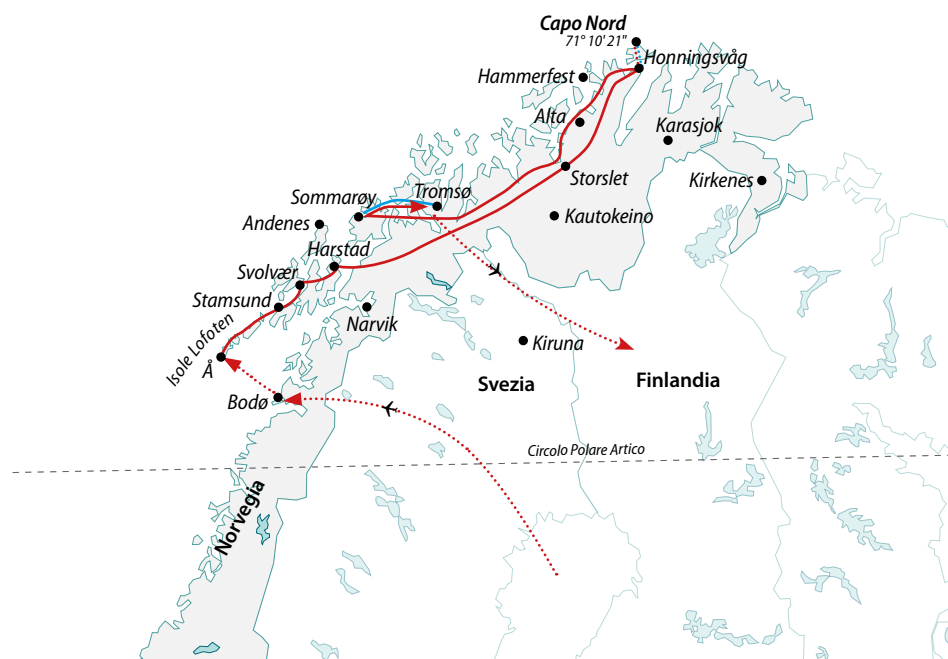 Capo Nord
71° 10' 21"
Honningsvåg
Hammerfest
Alta
Karasjok
Storslet
Kirkenes
Sommarøy
Tromsø
Andenes
Kautokeino
Harstad
Svolvær
Stamsund
Narvik
Isole Lofoten
Kiruna
Å
Svezia
Finlandia
Bodø
Circolo Polare Artico
Norvegia